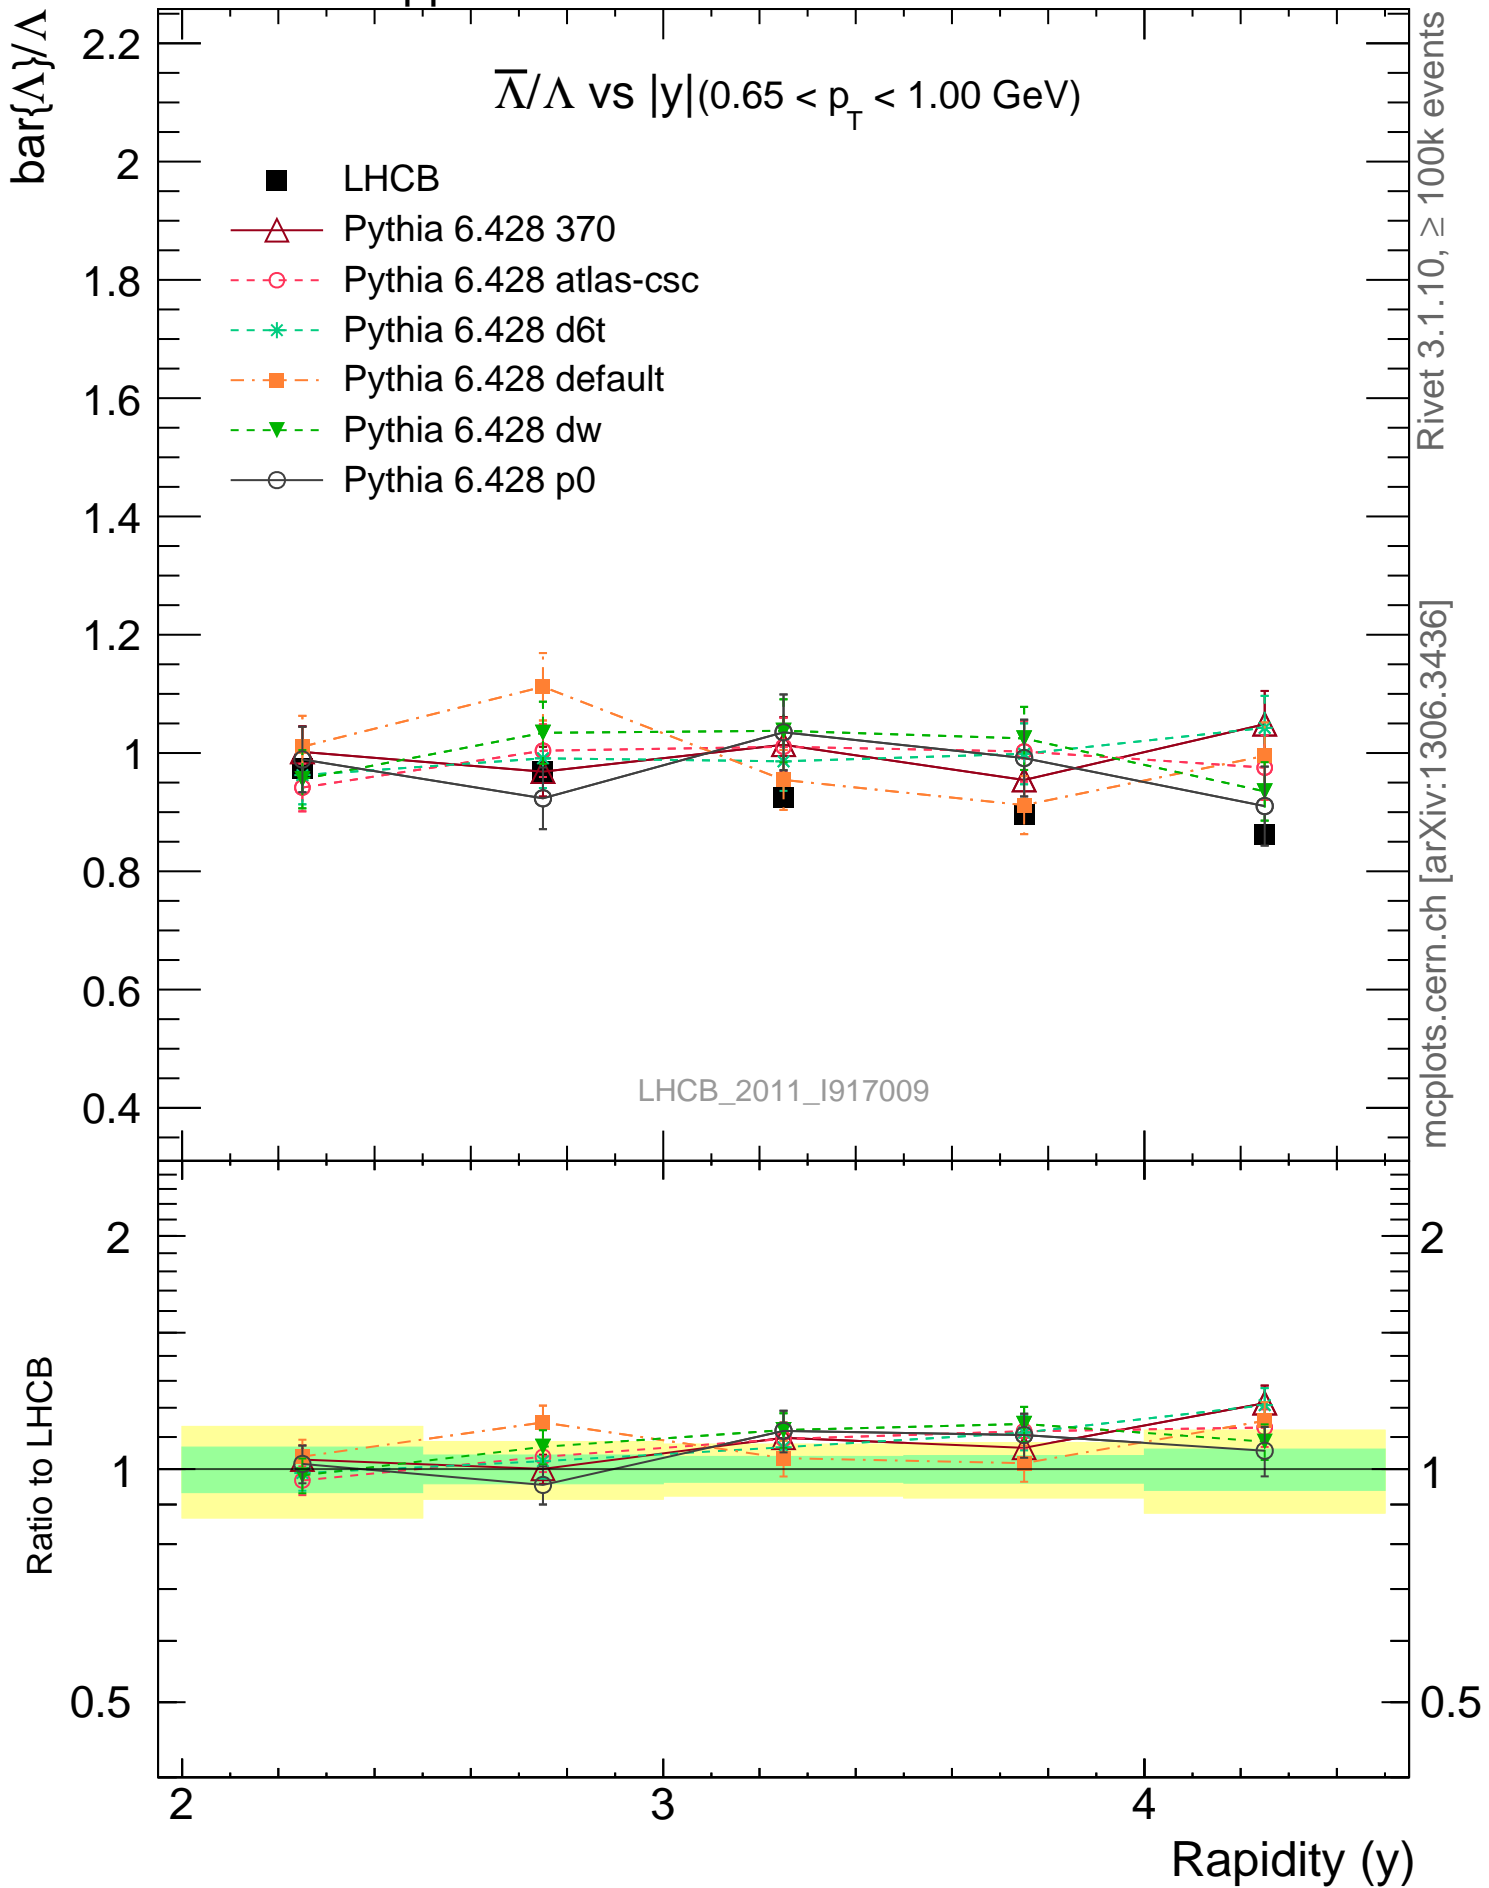 bar{Λ}/Λ
Λ̅/Λ vs |y|(0.65 < p_T < 1.00 GeV)
LHCB
Pythia 6.428 370
Pythia 6.428 atlas-csc
Pythia 6.428 d6t
Pythia 6.428 default
Pythia 6.428 dw
Pythia 6.428 p0
2.2
2
1.8
1.6
1.4
1.2
1
0.8
0.6
0.4
LHCB_2011_I917009
Rivet 3.1.10, ≥ 100k events
mcplots.cern.ch [arXiv:1306.3436]
Ratio to LHCB
2
1
0.5
2
1
0.5
2
3
4
Rapidity (y)